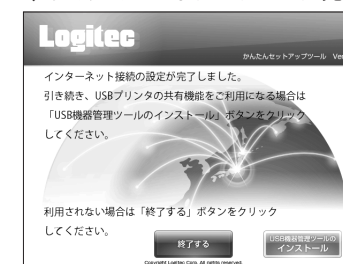 Logitec
かんたんセットアップツール Ver
インターネット接続の設定が完了しました。
引き続き、USBプリンタの共有機能をご利用になる場合は
「USB機器管理ツールのインストール」ボタンをクリック
してください。
利用されない場合は「終了する」ボタンをクリック
してください。
終了する
USB機器管理ツールの
インストール
Copyright Logitec Corp. All rights reserved.